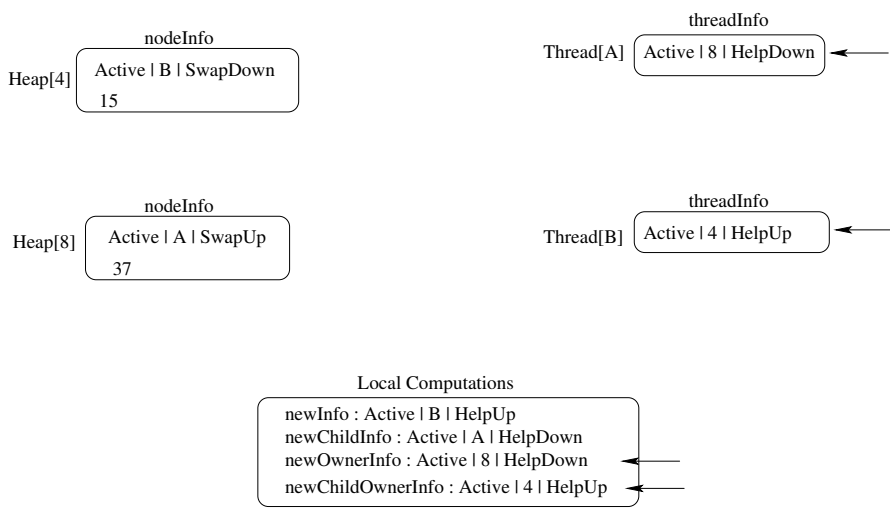 nodeInfo
Heap[4]
Active | B | SwapDown
15
threadInfo
Thread[A]
Active | 8 | HelpDown
nodeInfo
Heap[8]
Active | A | SwapUp
37
threadInfo
Thread[B]
Active | 4 | HelpUp
Local Computations
newInfo : Active | B | HelpUp
newChildInfo : Active | A | HelpDown
newOwnerInfo : Active | 8 | HelpDown
newChildOwnerInfo : Active | 4 | HelpUp